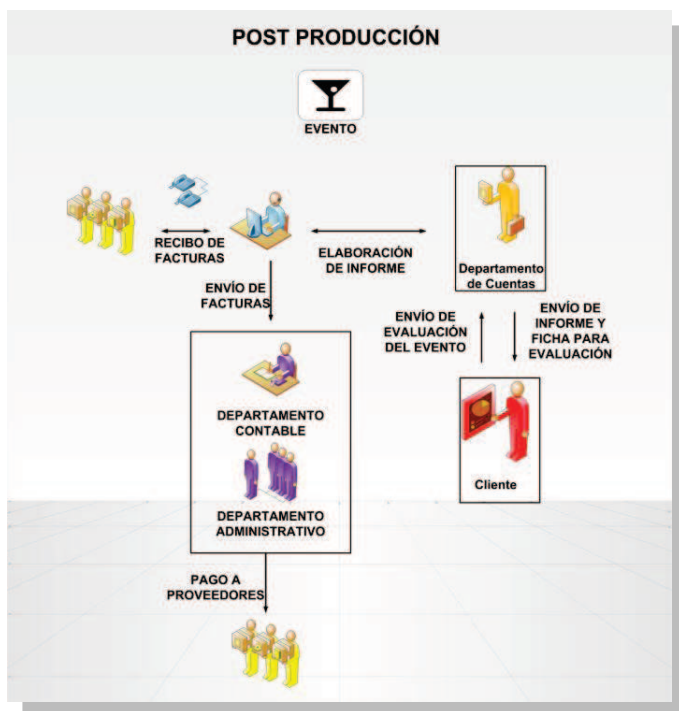 POST PRODUCCIÓN
EVENTO
RECIBO DE
FACTURAS
ELABORACIÓN
DE INFORME
Departamento
de Cuentas
ENVÍO DE
FACTURAS
ENVÍO DE
EVALUACIÓN
DEL EVENTO
ENVÍO DE
INFORME Y
FICHA PARA
EVALUACIÓN
DEPARTAMENTO
CONTABLE
Cliente
DEPARTAMENTO
ADMINISTRATIVO
PAGO A
PROVEEDORES